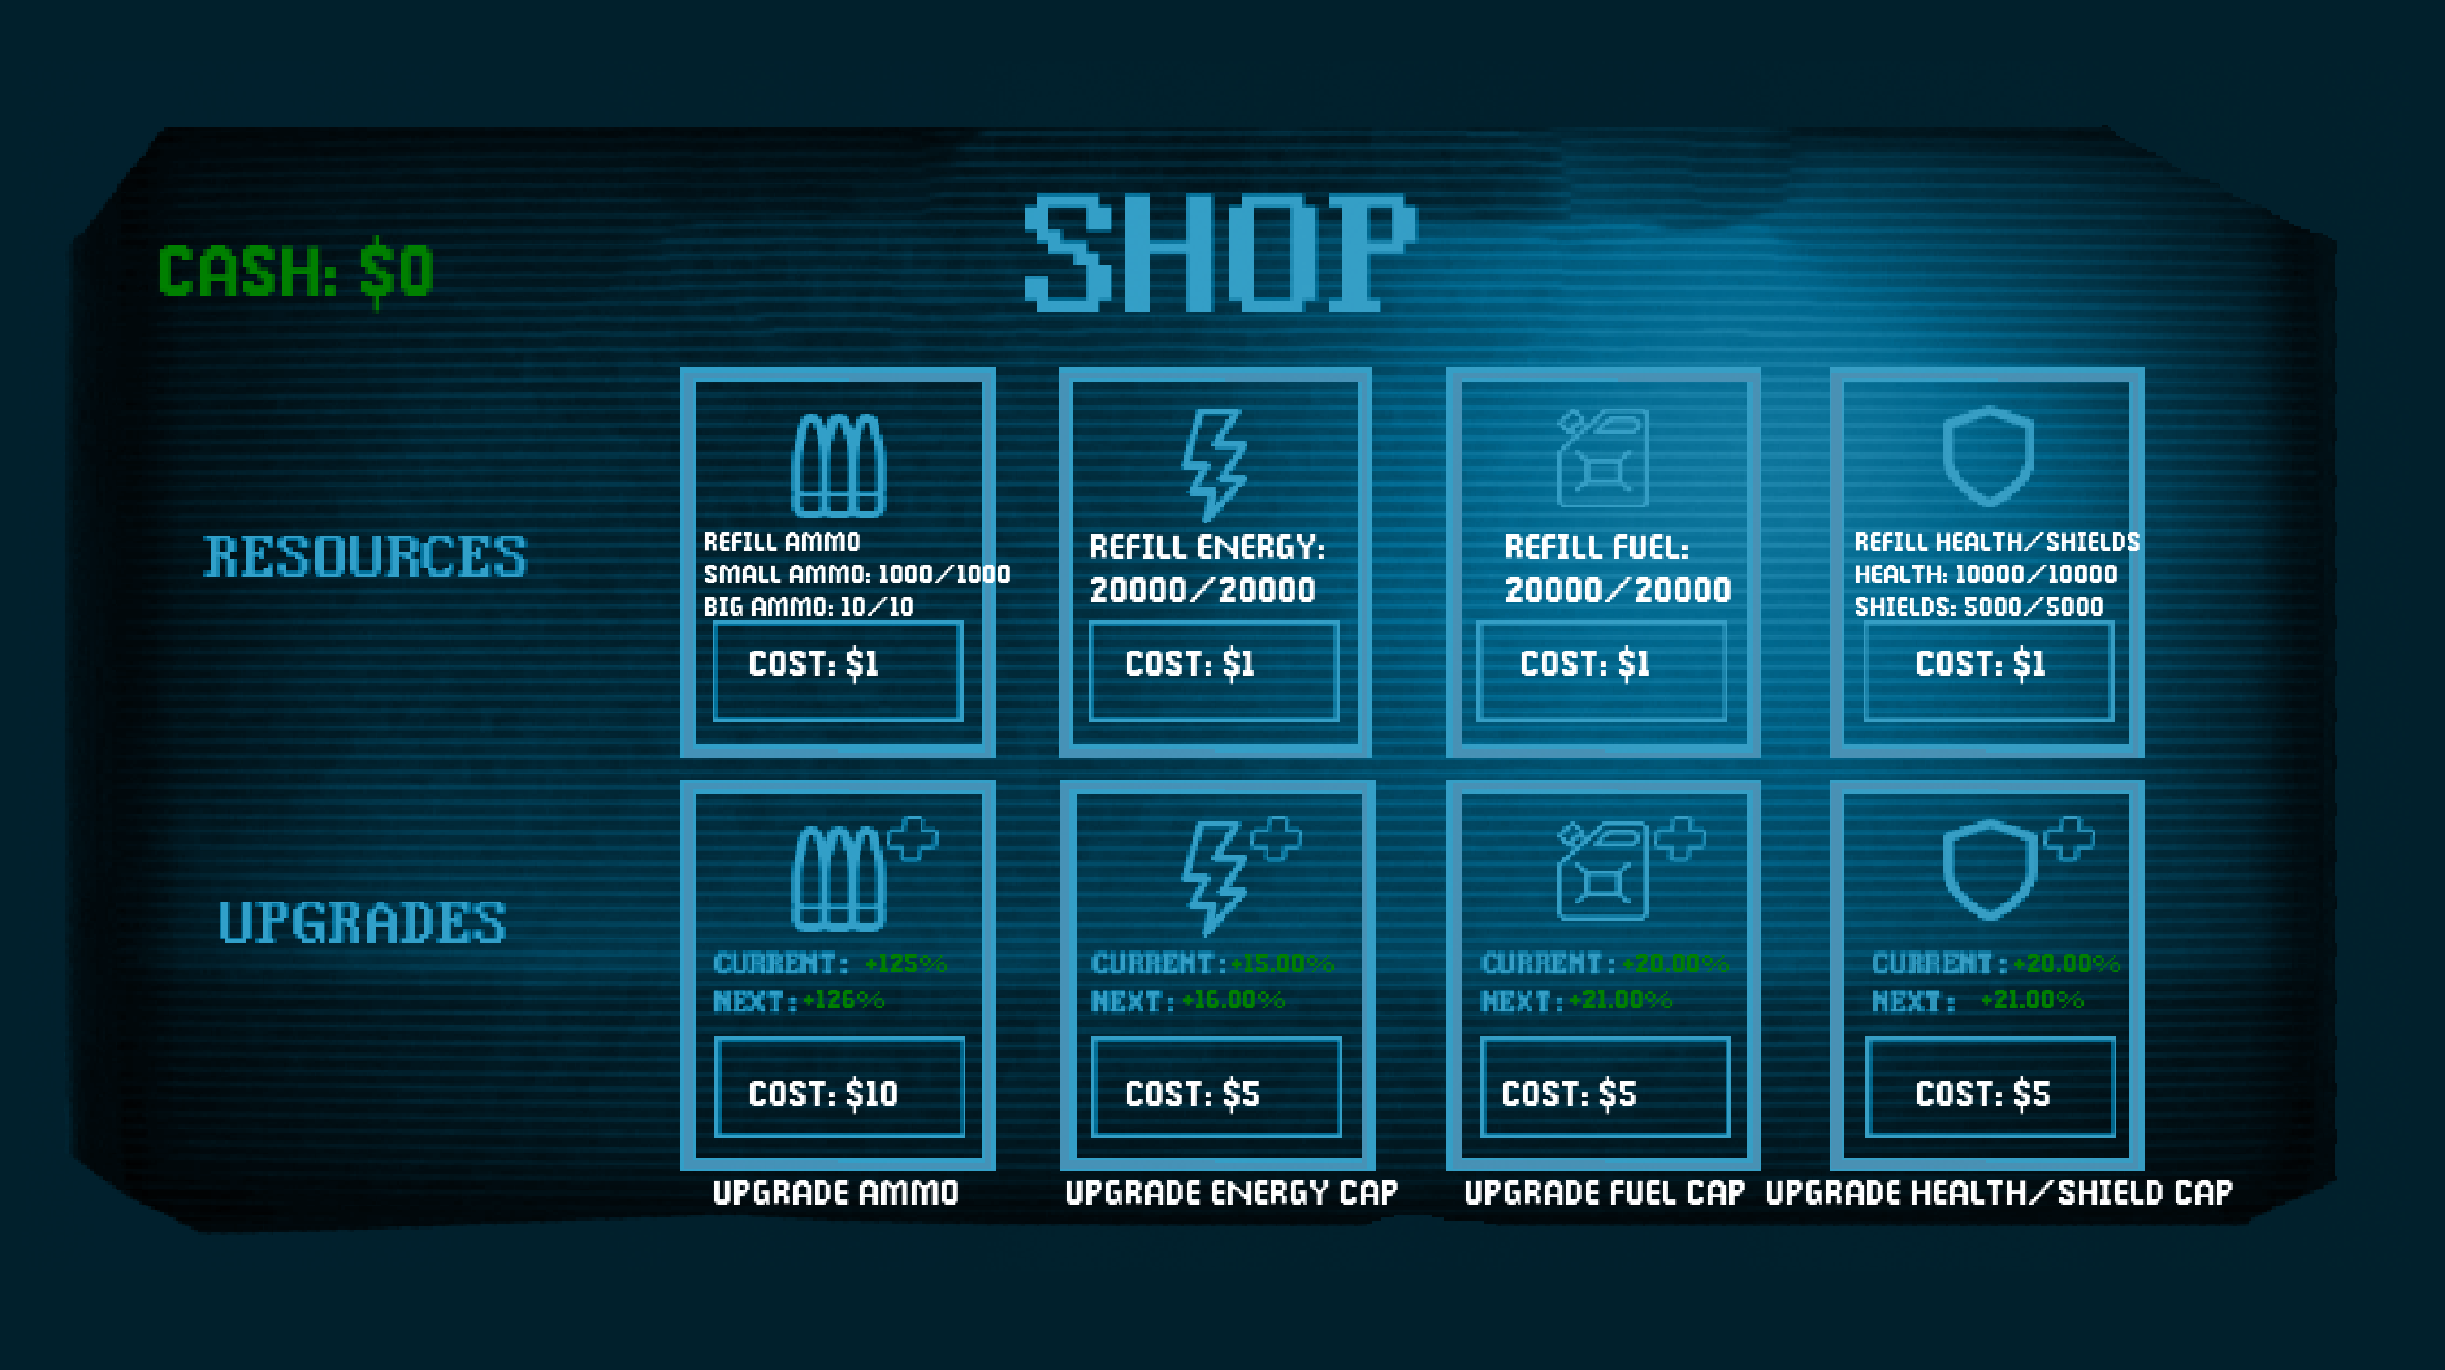 SHOP
CASH: $0
RESOURCES
REFILL AMMO
SMALL AMMO: 1000/1000
BIG AMMO: 10/10
COST: $1
REFILL ENERGY:
20000/20000
COST: $1
REFILL FUEL:
20000/20000
COST: $1
REFILL HEALTH/SHIELDS
HEALTH: 10000/10000
SHIELDS: 5000/5000
COST: $1
UPGRADES
CURRENT: +125%
NEXT: +126%
COST: $10
UPGRADE AMMO
CURRENT: +15.00%
NEXT: +16.00%
COST: $5
UPGRADE ENERGY CAP
CURRENT: +20.00%
NEXT: +21.00%
COST: $5
UPGRADE FUEL CAP
CURRENT: +20.00%
NEXT: +21.00%
COST: $5
UPGRADE HEALTH/SHIELD CAP